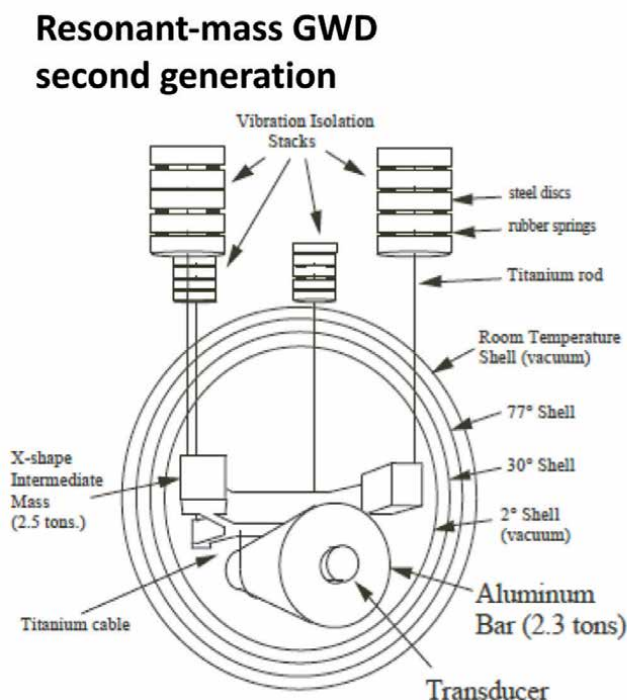 Resonant-mass GWD
second generation
Vibration Isolation
Stacks
steel discs
rubber springs
Titanium rod
Room Temperature
Shell (vacuum)
77° Shell
X-shape
Intermediate
Mass
(2.5 tons.)
30° Shell
2° Shell
(vacuum)
Aluminum
Bar (2.3 tons)
Titanium cable
Transducer